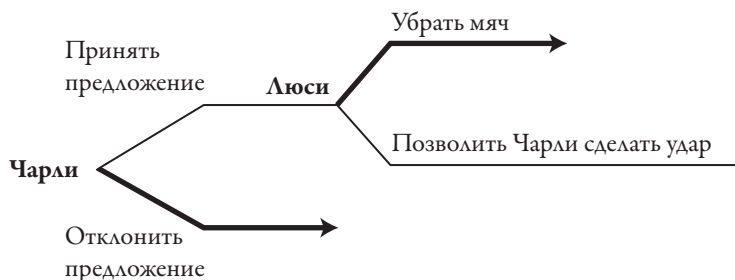 Убрать мяч
Принять
предложение
Люси
Позволить Чарли сделать удар
Чарли
Отклонить
предложение